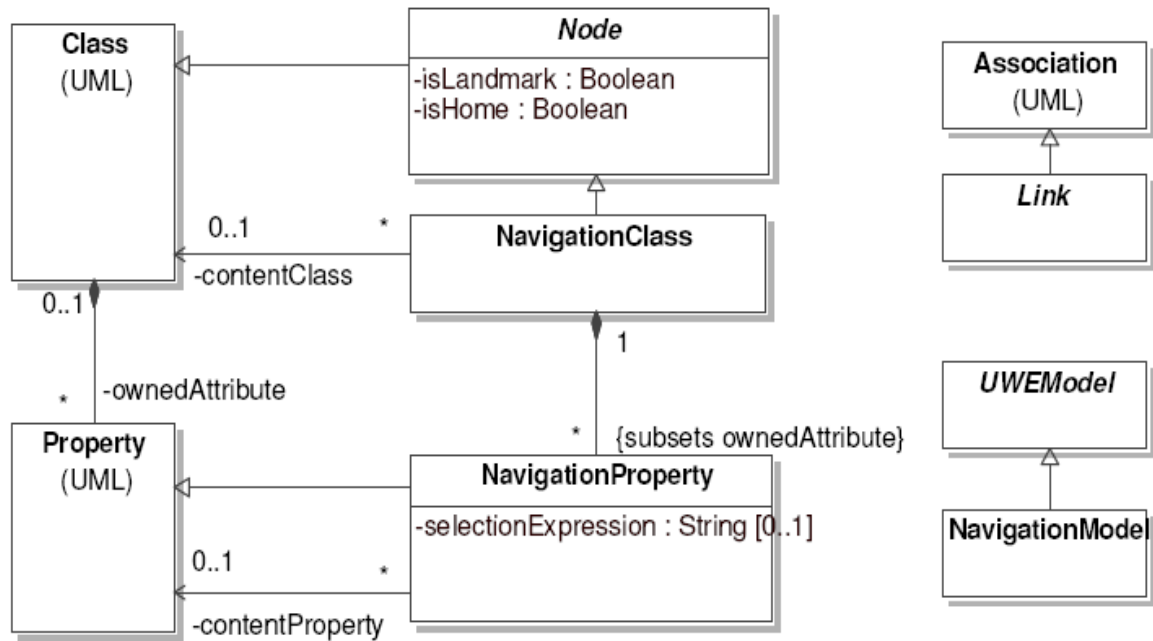 Class
(UML)
Node
-isLandmark : Boolean
-isHome : Boolean
Association
(UML)
Link
0..1
*
NavigationClass
-contentClass
0..1
1
-ownedAttribute
*
*
{subsets ownedAttribute}
UWEModel
Property
(UML)
NavigationProperty
-selectionExpression : String [0..1]
NavigationModel
0..1
*
-contentProperty